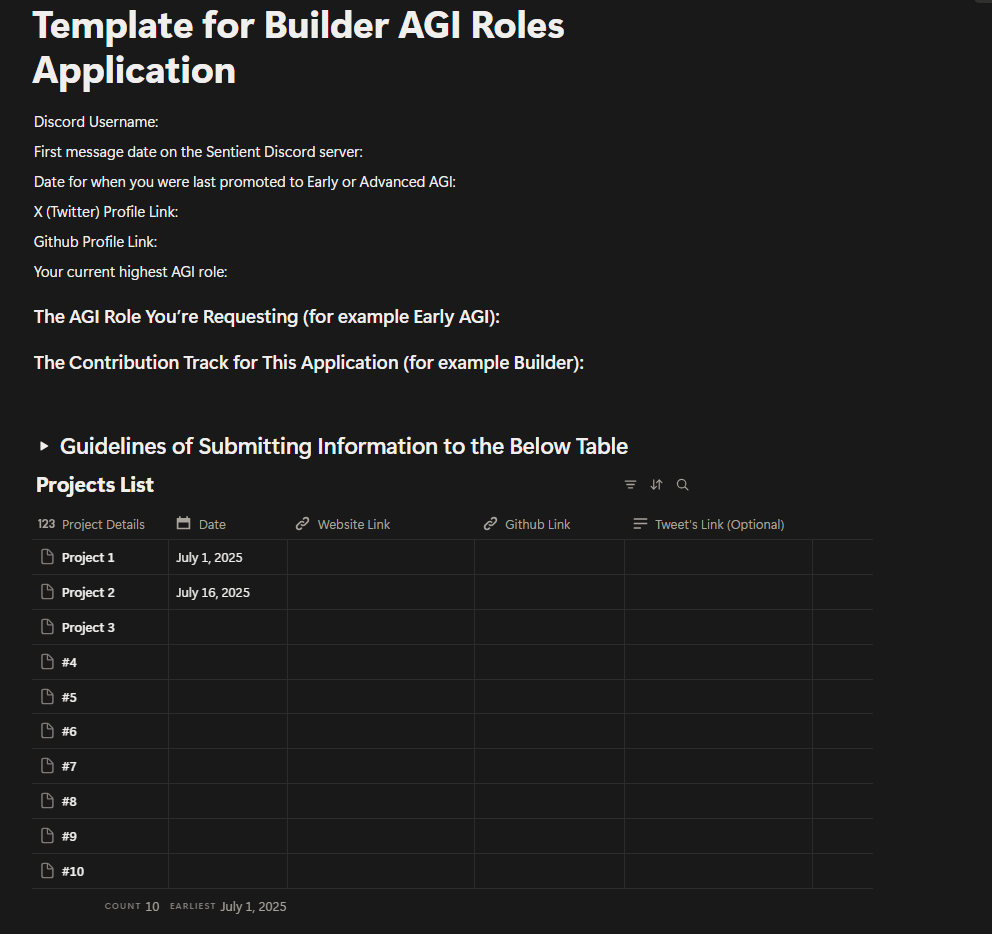 Template for Builder AGI Roles
Application
Discord Username:
First message date on the Sentient Discord server:
Date for when you were last promoted to Early or Advanced AGI:
X (Twitter) Profile Link:
Github Profile Link:
Your current highest AGI role:
The AGI Role You’re Requesting (for example Early AGI):
The Contribution Track for This Application (for example Builder):
Guidelines of Submitting Information to the Below Table
Projects List
123 Project Details Date Website Link Github Link Tweet's Link (Optional)
Project 1 July 1, 2025
Project 2 July 16, 2025
Project 3
#4
#5
#6
#7
#8
#9
#10
COUNT 10 EARLIEST July 1, 2025